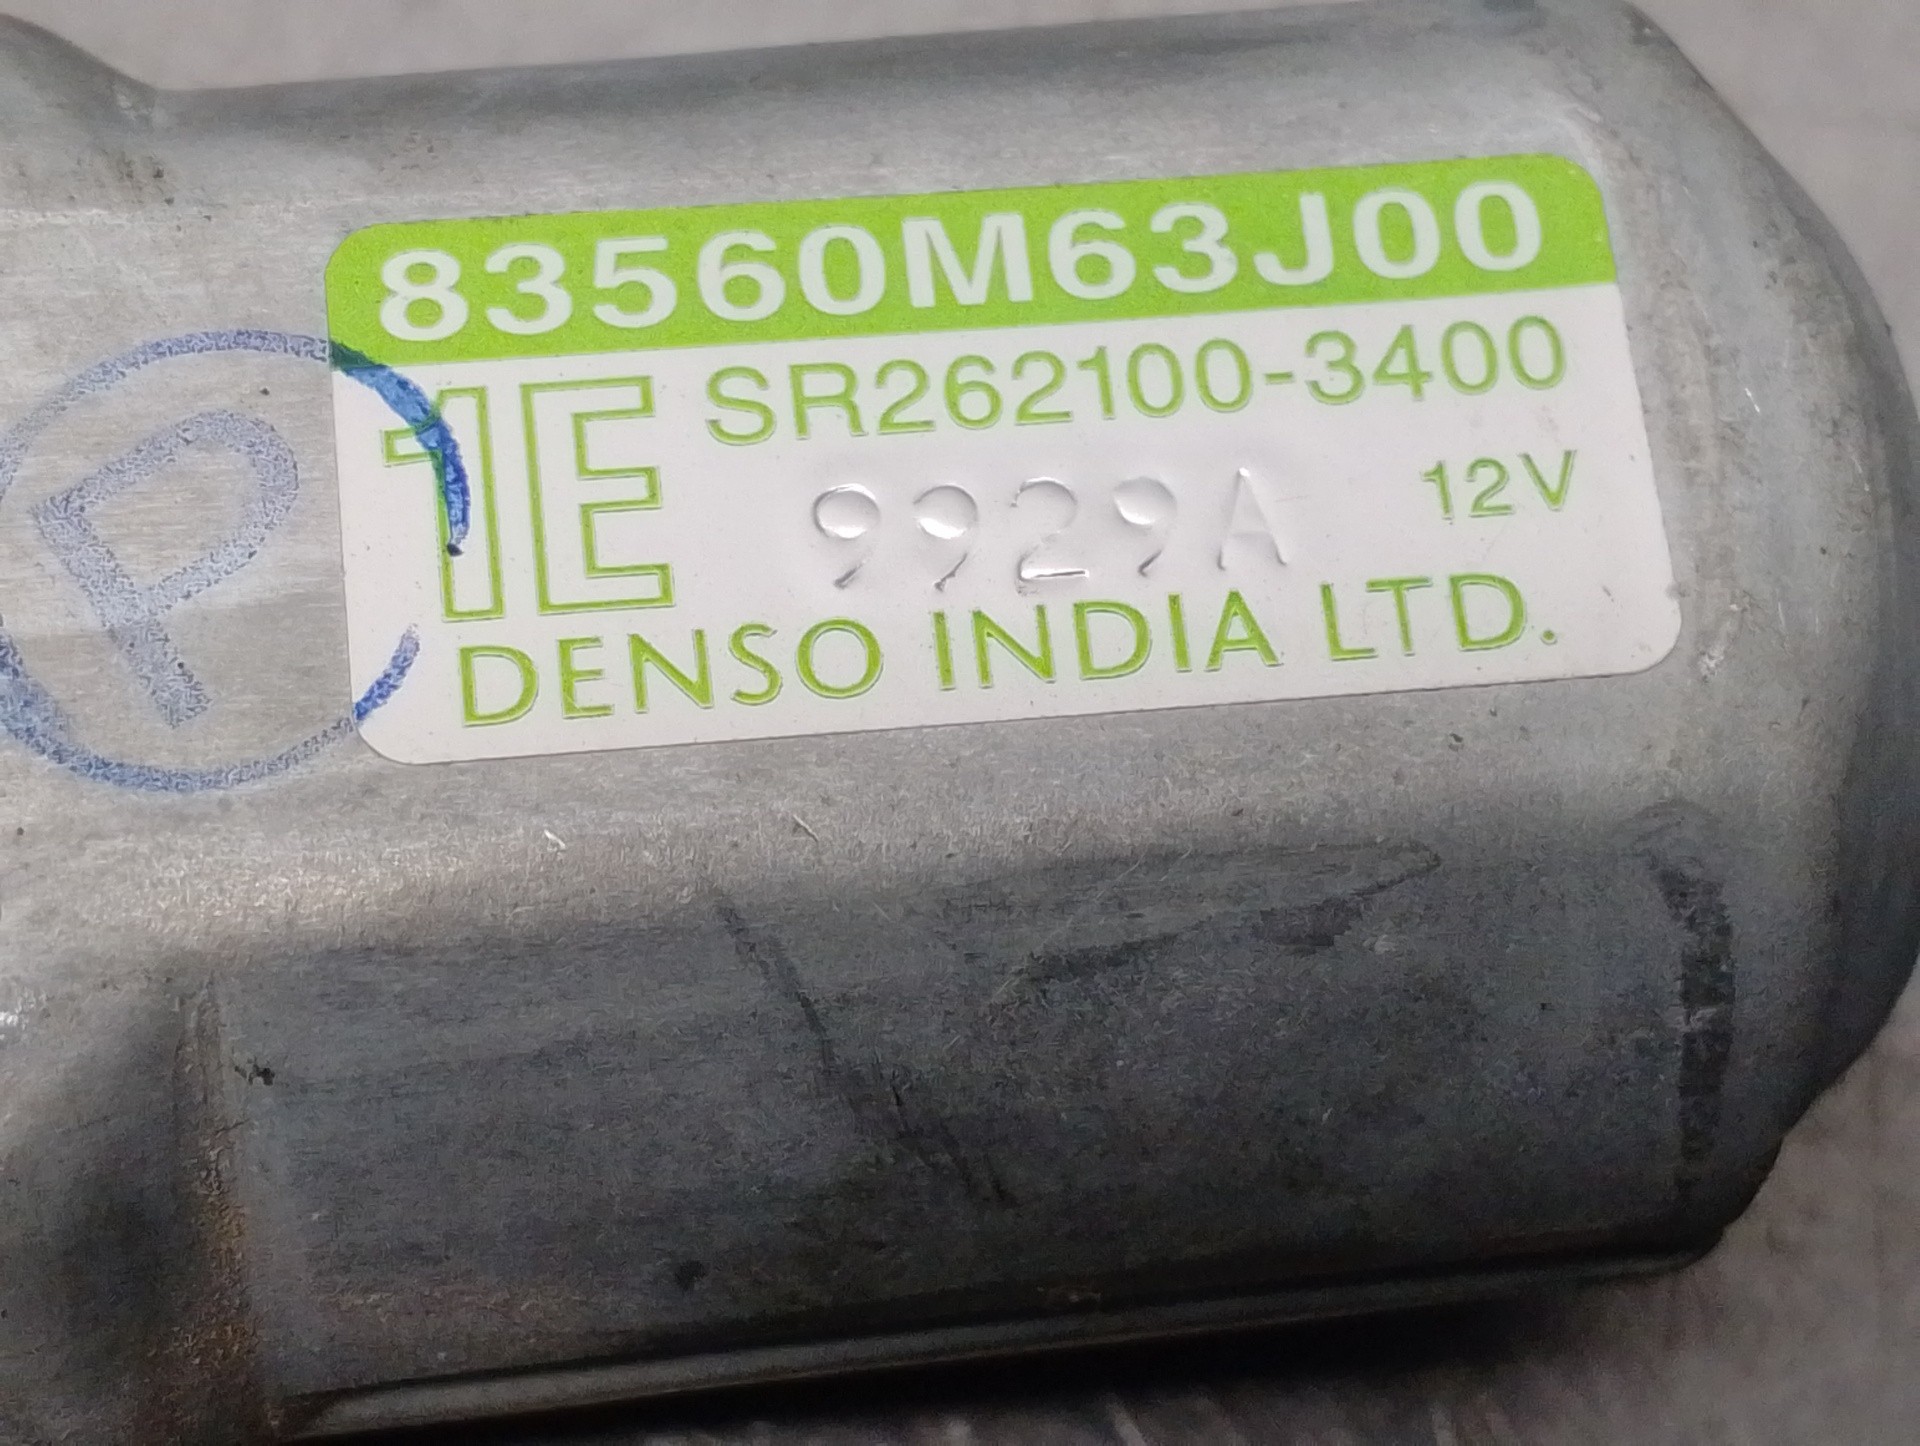 83560M63J00
1E SR262100-3400
9929A 12V
DENSO INDIA LTD.
P